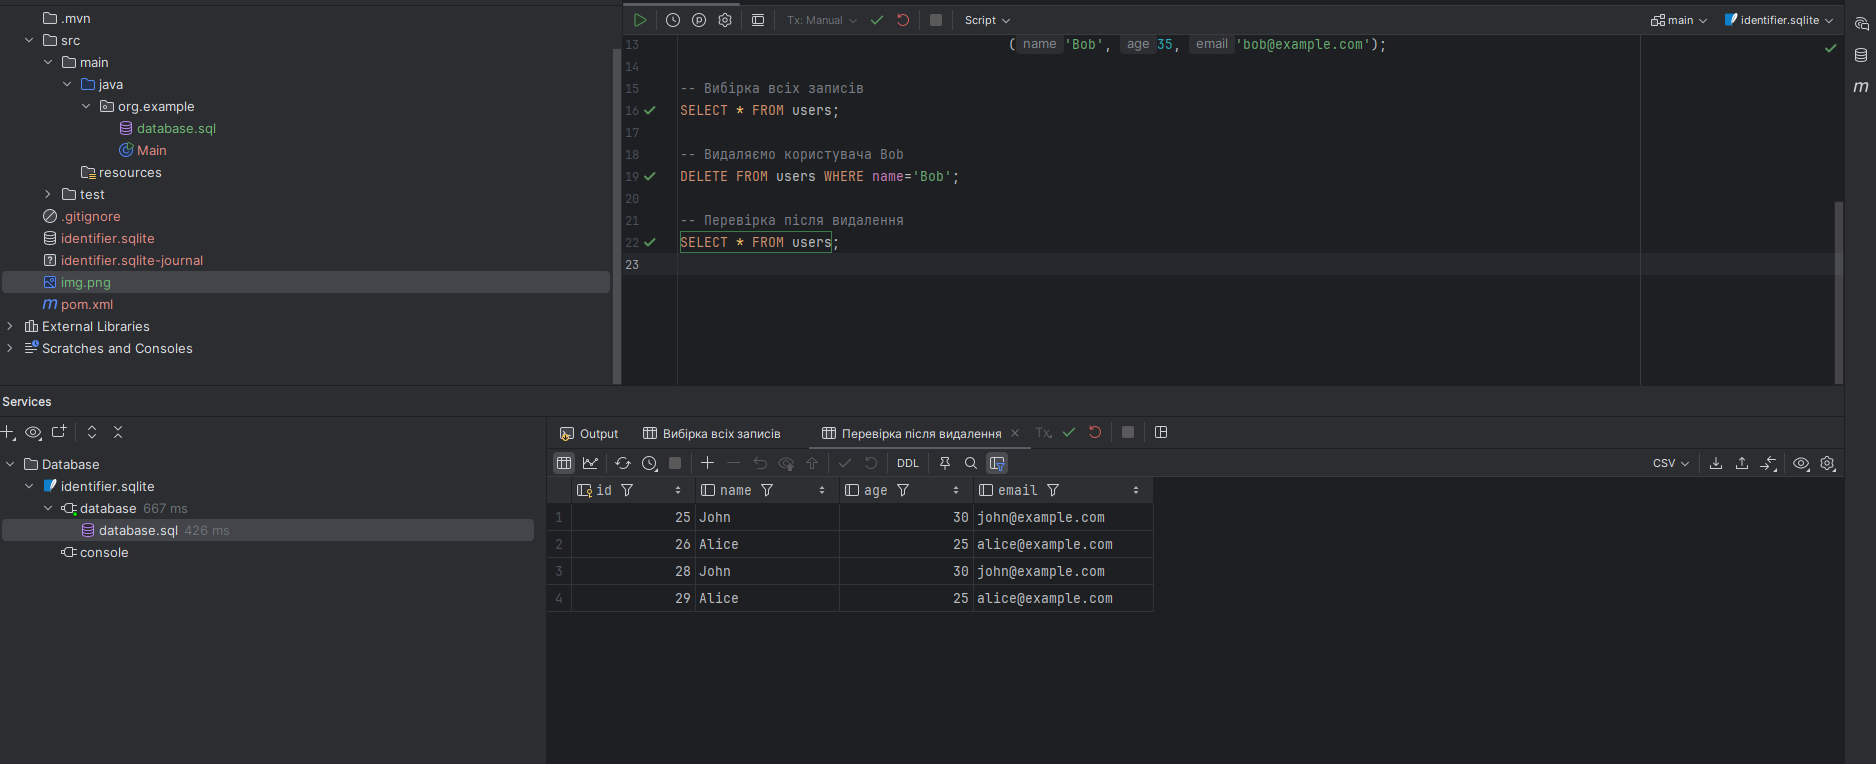 .mvn
src
main
java
org.example
database.sql
Main
resources
test
.gitignore
identifier.sqlite
identifier.sqlite-journal
img.png
m pom.xml
External Libraries
Scratches and Consoles
Tx: Manual Script main identifier.sqlite
13 ( name 'Bob', age 35, email 'bob@example.com');
14
15 -- Вибірка всіх записів
16 SELECT * FROM users;
17
18 -- Видаляємо користувача Bob
19 DELETE FROM users WHERE name='Bob';
20
21 -- Перевірка після видалення
22 SELECT * FROM users;
23
m
Services
Database
identifier.sqlite
database 667 ms
database.sql 426 ms
console
Output Вибірка всіх записів Перевірка після видалення Tx
DDL CSV
id name age email
1 25 John 30 john@example.com
2 26 Alice 25 alice@example.com
3 28 John 30 john@example.com
4 29 Alice 25 alice@example.com